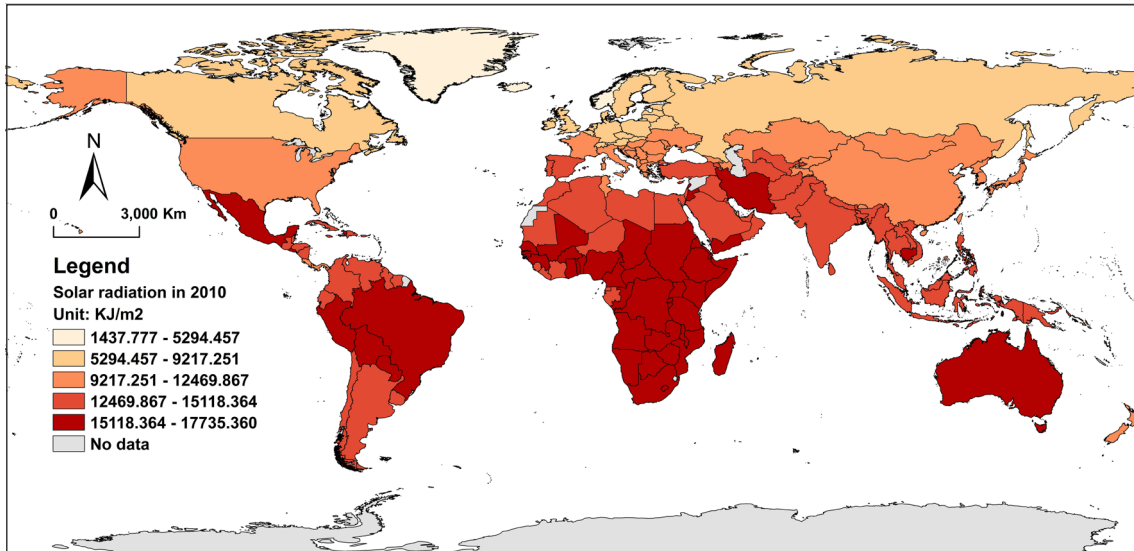 N
0 3,000 Km
Legend
Solar radiation in 2010
Unit: KJ/m2
1437.777 - 5294.457
5294.457 - 9217.251
9217.251 - 12469.867
12469.867 - 15118.364
15118.364 - 17735.360
No data